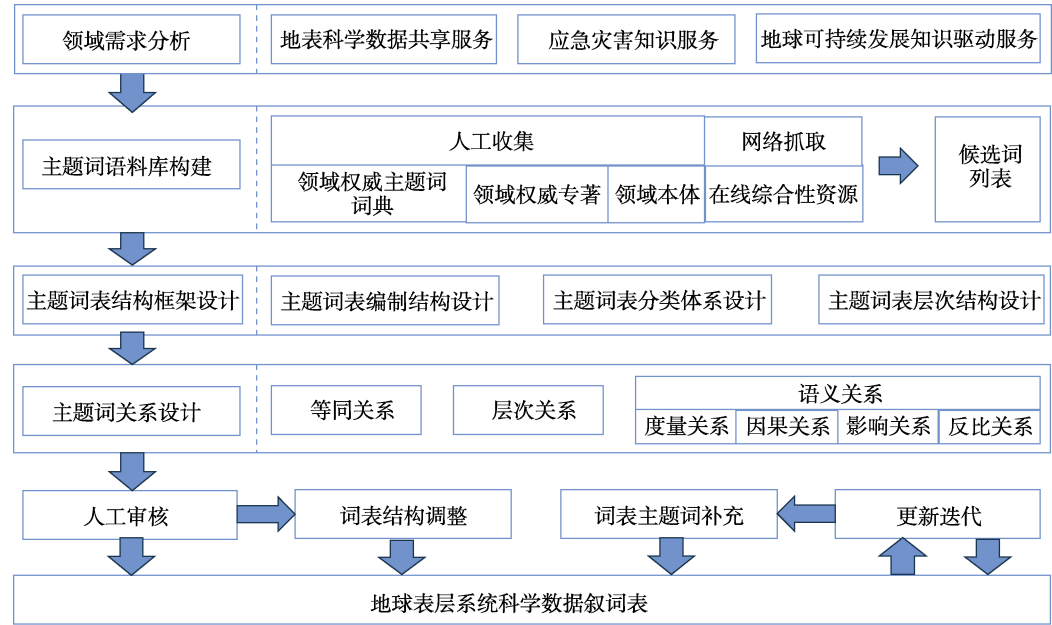 领域需求分析
地表科学数据共享服务
应急灾害知识服务
地球可持续发展知识驱动服务
主题词语料库构建
人工收集
网络抓取
领域权威主题词
词典
领域权威专著
领域本体
在线综合性资源
候选词
列表
主题词表结构框架设计
主题词表编制结构设计
主题词表分类体系设计
主题词表层次结构设计
主题词关系设计
等同关系
层次关系
语义关系
度量关系
因果关系
影响关系
反比关系
人工审核
词表结构调整
词表主题词补充
更新迭代
地球表层系统科学数据叙词表